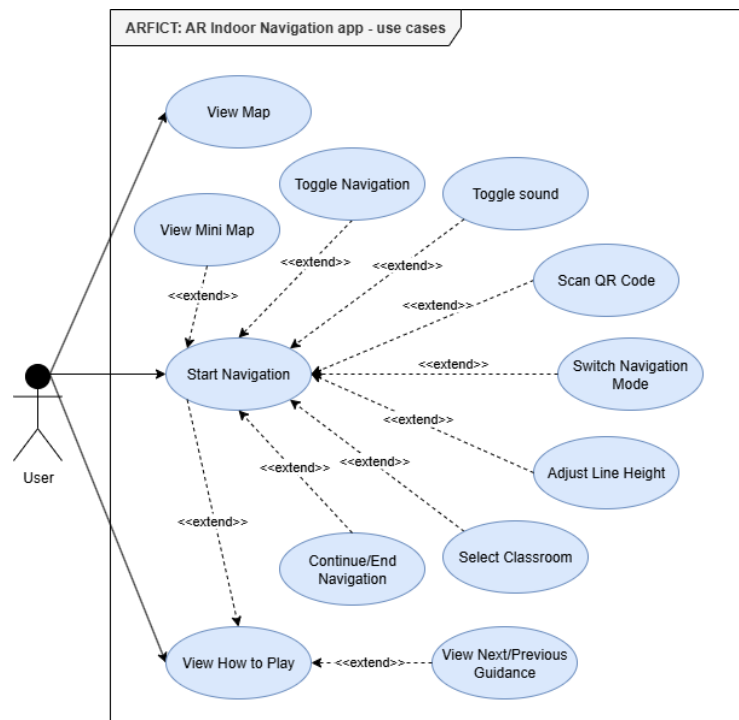 ARFICT: AR Indoor Navigation app - use cases
View Map
Toggle Navigation
Toggle sound
View Mini Map
<<extend>>
<<extend>>
Scan QR Code
<<extend>>
<<extend>>
<<extend>>
Start Navigation
Switch Navigation
Mode
<<extend>>
<<extend>>
<<extend>>
Adjust Line Height
User
<<extend>>
Continue/End
Navigation
Select Classroom
View How to Play
<<extend>>
View Next/Previous
Guidance